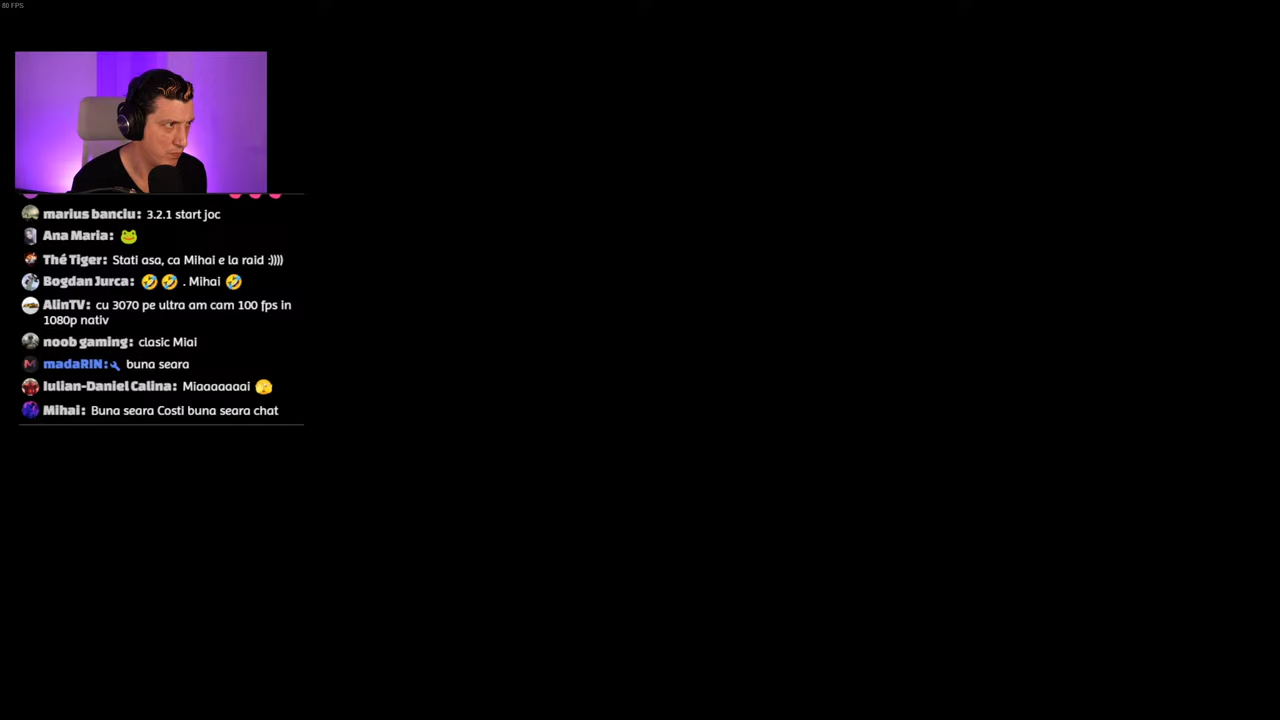 80 FPS
marius banciu: 3.2.1 start joc
Ana Maria: 🐸
Thé Tiger: Stati asa, ca Mihai e la raid :))))
Bogdan Jurca: 🤣 🤣 . Mihai 🤣
AlinTV: cu 3070 pe ultra am cam 100 fps in
1080p nativ
noob gaming: clasic Miai
madaRIN: buna seara
Iulian-Daniel Calina: Miaaaaaaai 🫣
Mihai: Buna seara Costi buna seara chat